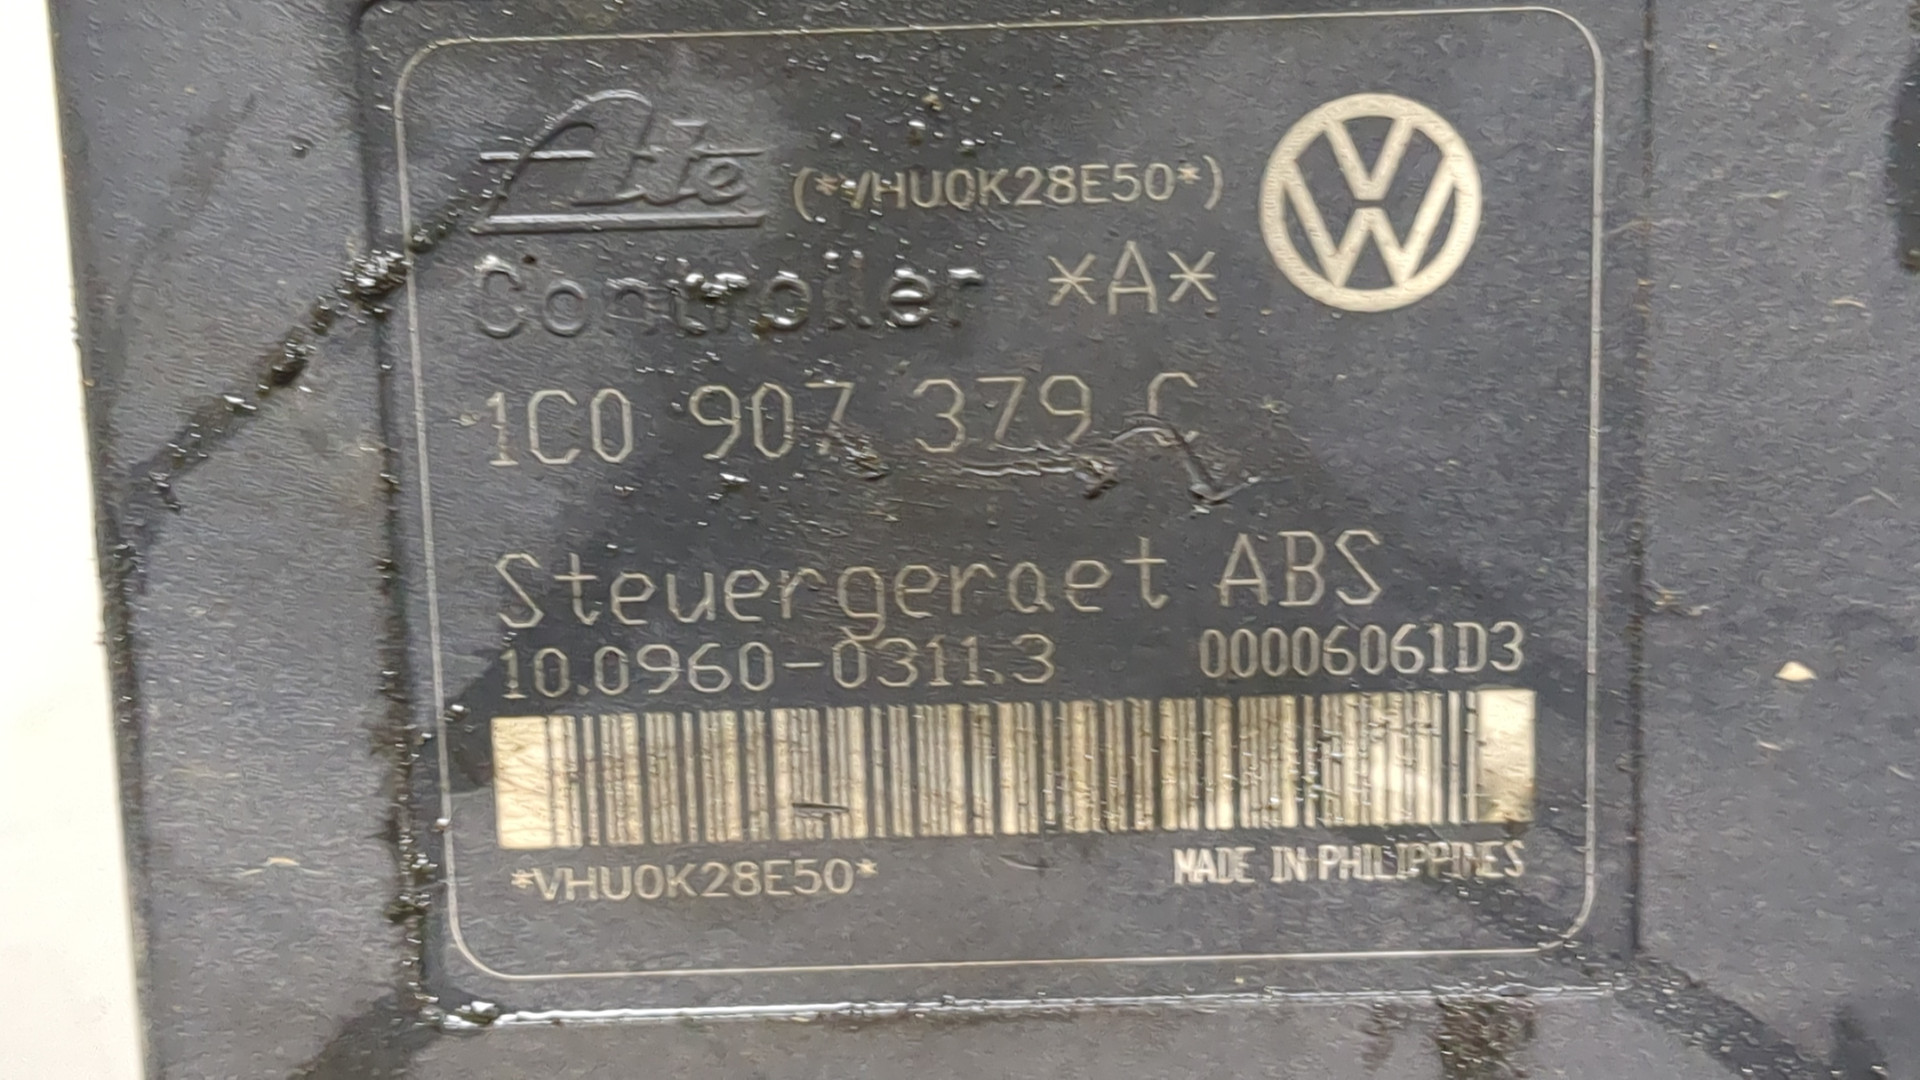 Ate (*VHU0K28E50*)
Controller *A*
1C0 907 379 C
Steuergeraet ABS
10.0960-0311.3 00006061D3
*VHU0K28E50*
MADE IN PHILIPPINES